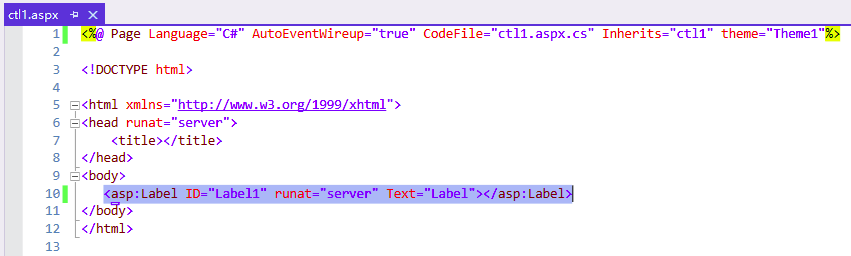 ctl1.aspx
1 <%@ Page Language="C#" AutoEventWireup="true" CodeFile="ctl1.aspx.cs" Inherits="ctl1" theme="Theme1"%>
2
3 <!DOCTYPE html>
4
5 <html xmlns="http://www.w3.org/1999/xhtml">
6 <head runat="server">
7 <title></title>
8 </head>
9 <body>
10 <asp:Label ID="Label1" runat="server" Text="Label"></asp:Label>
11 </body>
12 </html>
13